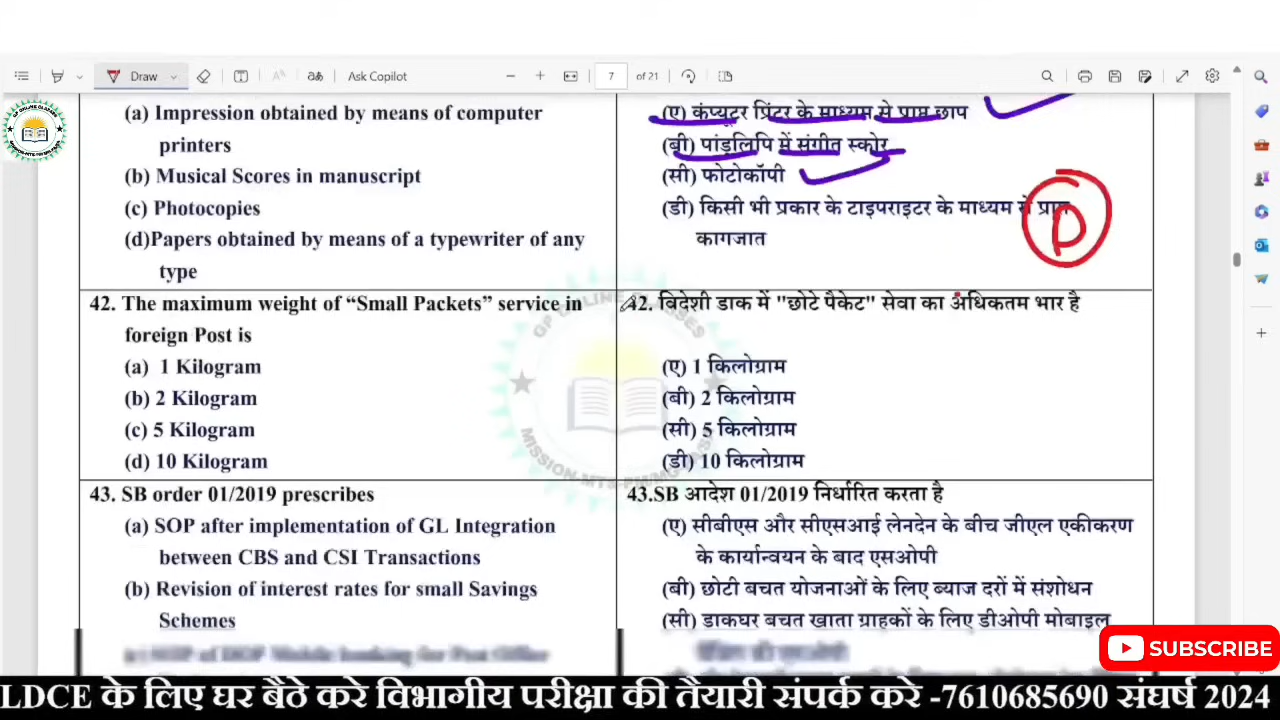 Draw
Ask Copilot
7 of 21
(a) Impression obtained by means of computer
printers
(b) Musical Scores in manuscript
(c) Photocopies
(d)Papers obtained by means of a typewriter of any
type
(ए) कंप्यूटर प्रिंटर के माध्यम से प्राप्त छाप
(बी) पांडुलिपि में संगीत स्कोर
(सी) फोटोकॉपी
(डी) किसी भी प्रकार के टाइपराइटर के माध्यम से प्राप्त
कागजात
D
42. The maximum weight of “Small Packets” service in
foreign Post is
(a) 1 Kilogram
(b) 2 Kilogram
(c) 5 Kilogram
(d) 10 Kilogram
42. बिदेशी डाक में "छोटे पैकेट" सेवा का अधिकतम भार है
(ए) 1 किलोग्राम
(बी) 2 किलोग्राम
(सी) 5 किलोग्राम
(डी) 10 किलोग्राम
43. SB order 01/2019 prescribes
(a) SOP after implementation of GL Integration
between CBS and CSI Transactions
(b) Revision of interest rates for small Savings
Schemes
43.SB आदेश 01/2019 निर्धारित करता है
(ए) सीबीएस और सीएसआई लेनदेन के बीच जीएल एकीकरण
के कार्यान्वयन के बाद एसओपी
(बी) छोटी बचत योजनाओं के लिए ब्याज दरों में संशोधन
(सी) डाकघर बचत खाता ग्राहकों के लिए डीओपी मोबाइल
SUBSCRIBE
LDCE के लिए घर बैठे करे विभागीय परीक्षा की तैयारी संपर्क करे -7610685690 संघर्ष 2024